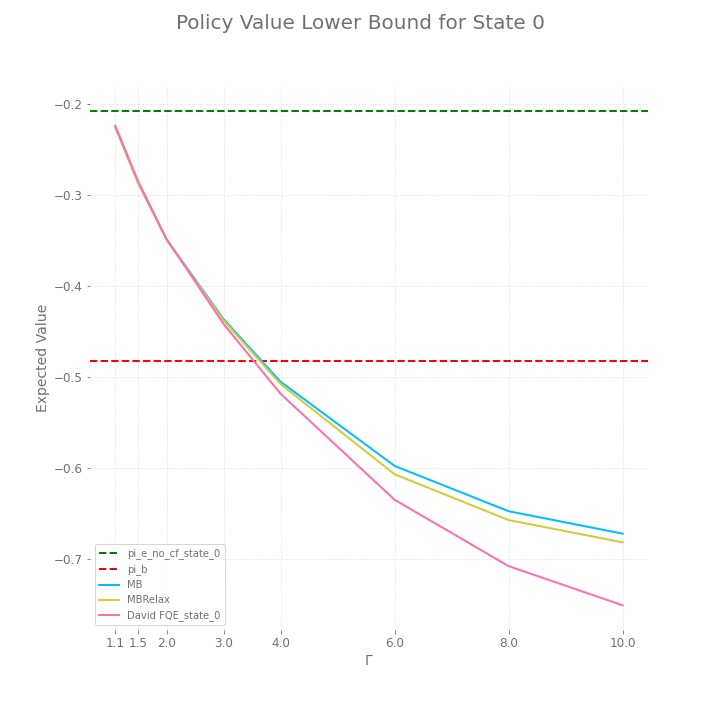 Policy Value Lower Bound for State 0
Expected Value
−0.2
−0.3
−0.4
−0.5
−0.6
−0.7
pi_e_no_cf_state_0
pi_b
MB
MBRelax
David FQE_state_0
1.1 1.5 2.0 3.0 4.0 6.0 8.0 10.0
Γ